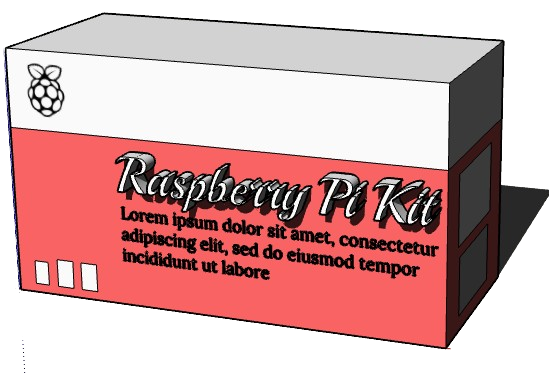 Raspberry Pi Kit
Lorem ipsum dolor sit amet, consectetur
adipiscing elit, sed do eiusmod tempor
incididunt ut labore